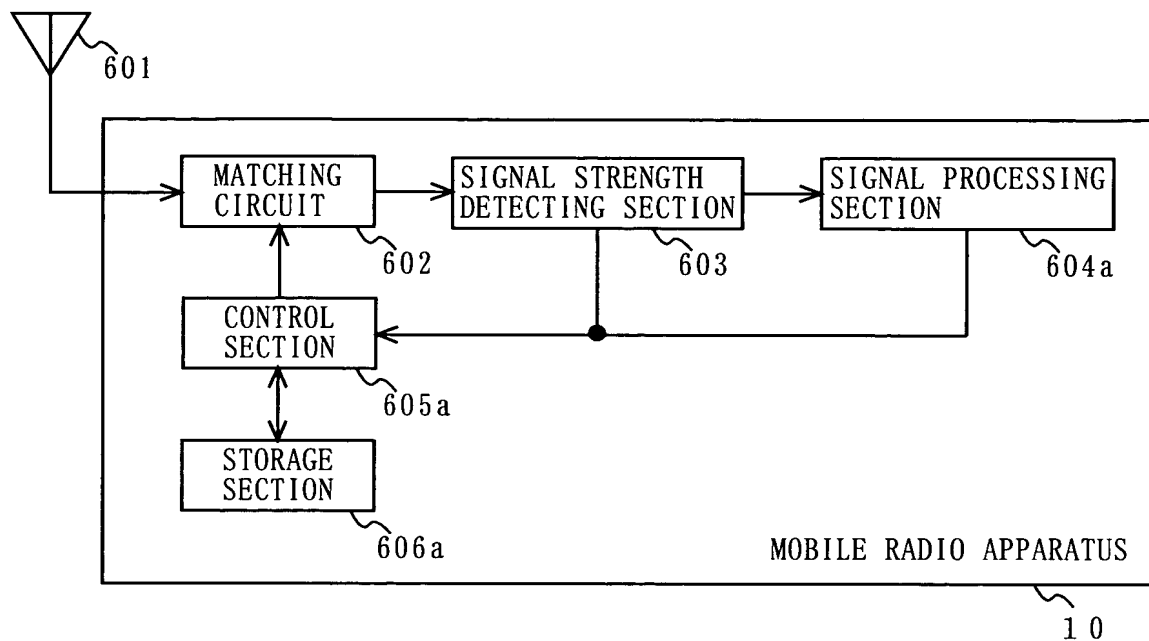 601
MATCHING
CIRCUIT
602
SIGNAL STRENGTH
DETECTING SECTION
603
SIGNAL PROCESSING
SECTION
604a
CONTROL
SECTION
605a
STORAGE
SECTION
606a
MOBILE RADIO APPARATUS
10